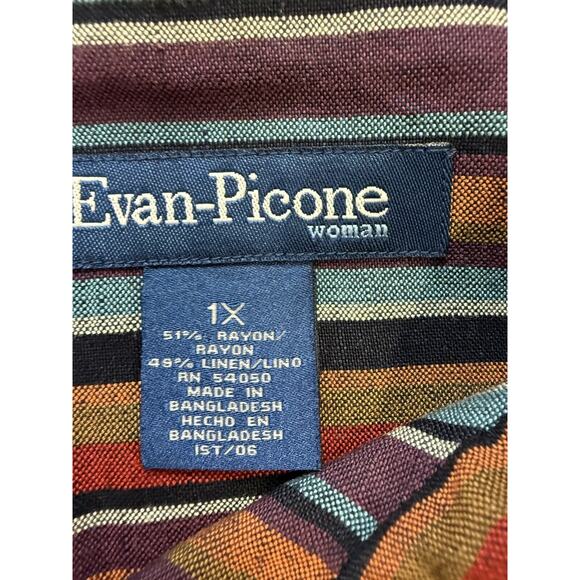 Evan-Picone
woman
1X
51% RAYON/
RAYON
49% LINEN/LINO
RN 54050
MADE IN
BANGLADESH
HECHO EN
BANGLADESH
IST/06